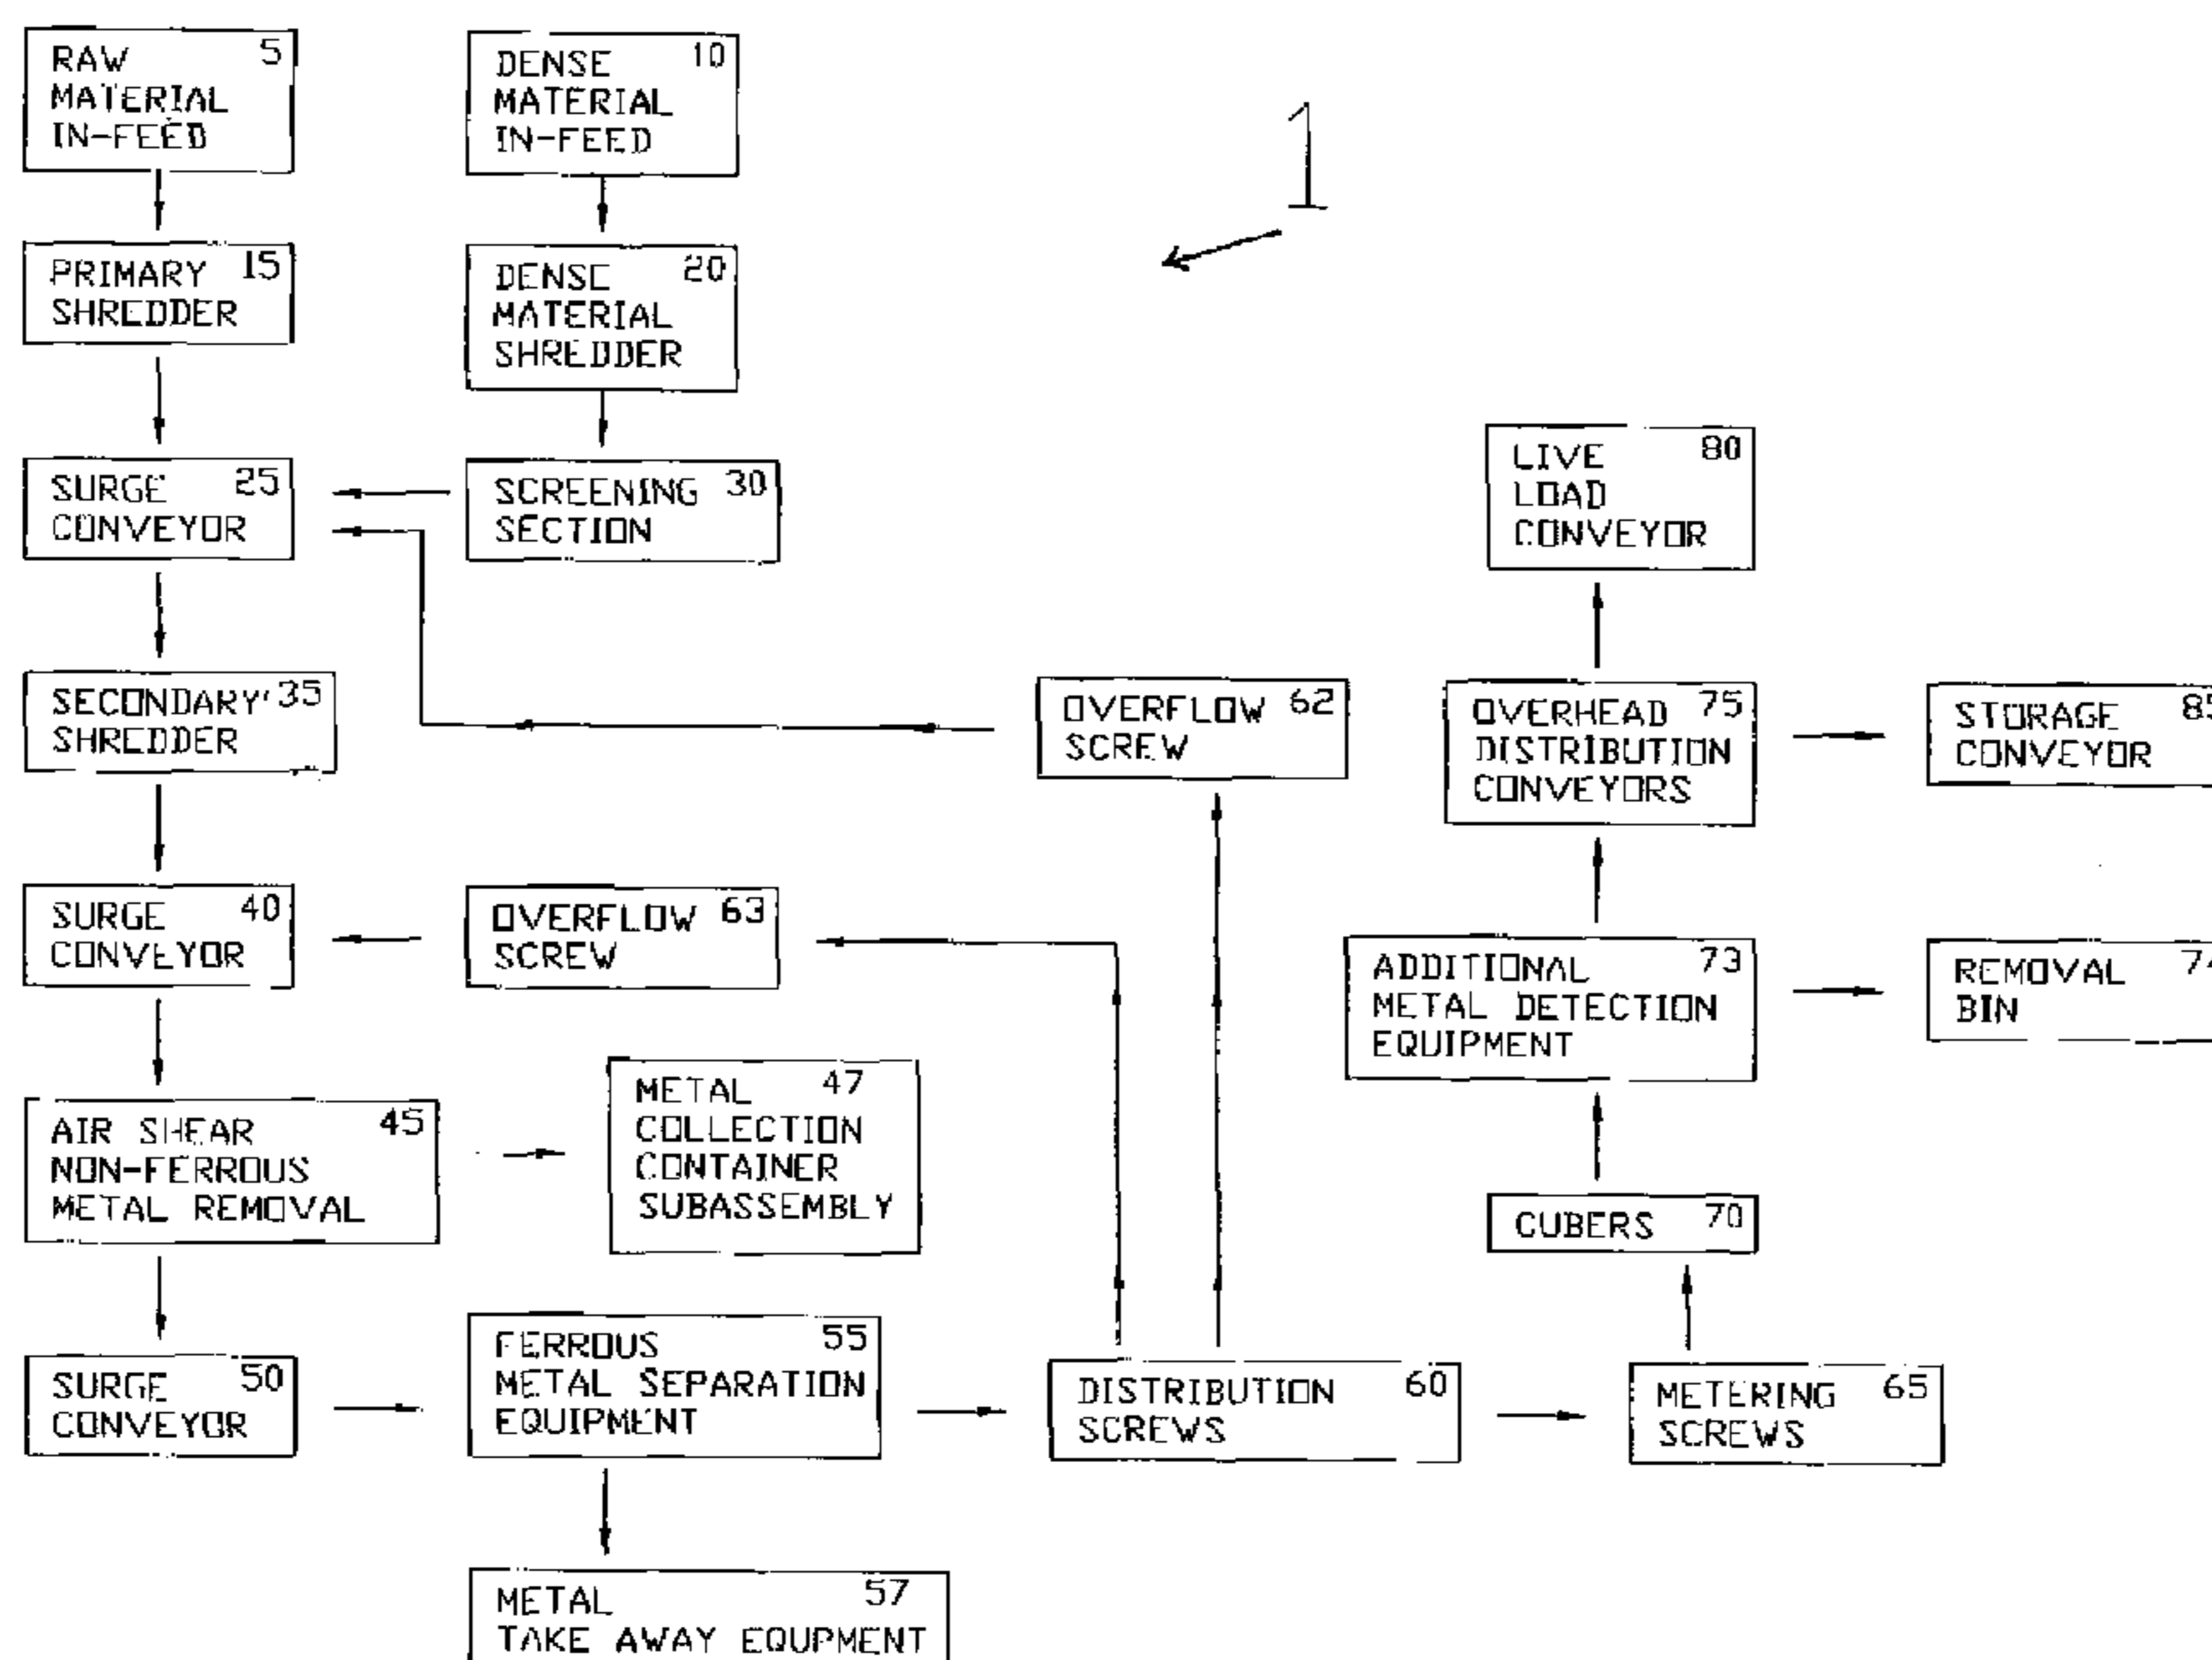 RAW 5
MATERIAL
IN-FEED
DENSE 10
MATERIAL
IN-FEED
1
PRIMARY 15
SHREDDER
DENSE 20
MATERIAL
SHREDDER
SURGE 25
CONVEYOR
SCREENING 30
SECTION
LIVE 80
LOAD
CONVEYOR
SECONDARY 35
SHREDDER
OVERFLOW 62
SCREW
OVERHEAD 75
DISTRIBUTION
CONVEYORS
STORAGE 85
CONVEYOR
SURGE 40
CONVEYOR
OVERFLOW 63
SCREW
ADDITIONAL 73
METAL DETECTION
EQUIPMENT
REMOVAL 74
BIN
AIR SHEAR 45
NON-FERROUS
METAL REMOVAL
METAL 47
COLLECTION
CONTAINER
SUBASSEMBLY
CUBERS 70
SURGE 50
CONVEYOR
FERROUS 55
METAL SEPARATION
EQUIPMENT
DISTRIBUTION 60
SCREWS
METERING 65
SCREWS
METAL 57
TAKE AWAY EQUPMENT